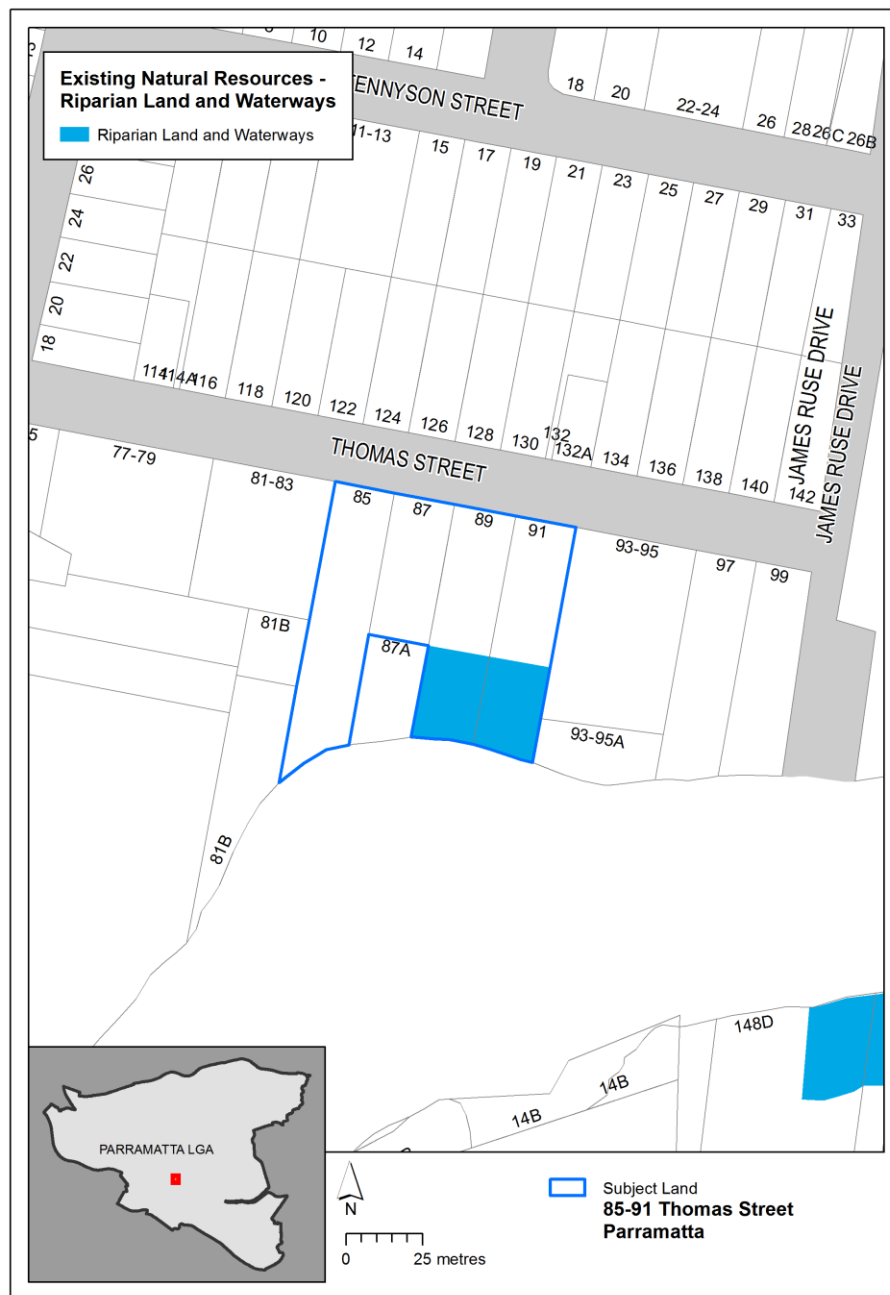 Existing Natural Resources -
Riparian Land and Waterways
Riparian Land and Waterways
10
12
14
TENNYSON STREET
18
20
22-24
26
28
26C
26B
11-13
15
17
19
21
23
25
27
29
31
33
26
24
22
20
18
114
114A
116
118
120
122
124
126
128
130
132
132A
134
136
138
140
142
JAMES RUSE DRIVE
JAMES RUSE DRIVE
THOMAS STREET
77-79
81-83
85
87
89
91
93-95
97
99
81B
87A
93-95A
81B
148D
14B
14B
PARRAMATTA LGA
N
0 25 metres
Subject Land
85-91 Thomas Street
Parramatta